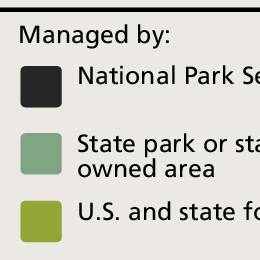 Managed by:
National Park Se
State park or sta
owned area
U.S. and state fo